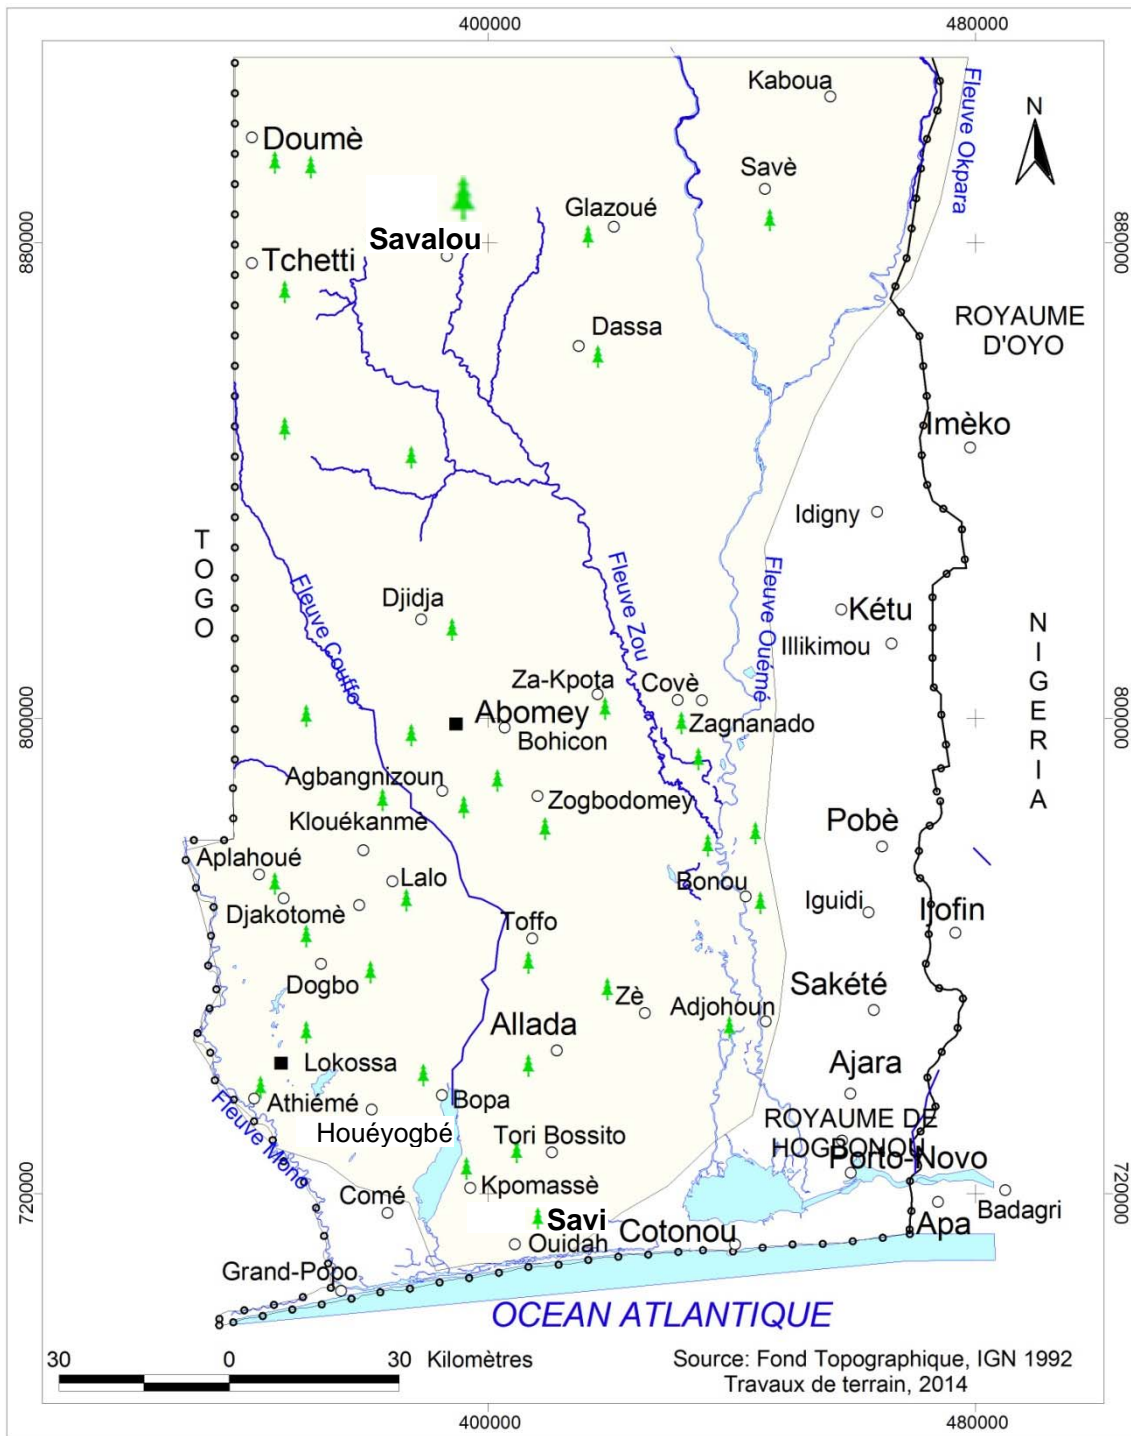 400000
480000
Kaboua
Fleuve Okpara
N
Doumè
Savè
Glazoué
880000
Savalou
880000
Tchetti
ROYAUME
D'OYO
Dassa
Imèko
Idigny
TOGO
Fleuve Couffo
Fleuve Zou
Fleuve Ouémé
Djidja
Kétu
Illikimou
NIGERIA
Za-Kpota
Covè
800000
Abomey
Zagnanado
800000
Bohicon
Agbangnizoun
Zogbodomey
Klouékanmè
Pobè
Aplahoué
Lalo
Bonou
Djakotomè
Iguidi
Ijofin
Toffo
Dogbo
Zè
Adjohoun
Sakété
Allada
Lokossa
Ajara
Athiémé
Bopa
Fleuve Mono
Houéyogbé
Tori Bossito
ROYAUME DE
HOGBONOU
Porto-Novo
720000
Comé
Kpomassè
Badagri
720000
Savi
Ouidah
Cotonou
Apa
Grand-Popo
OCEAN ATLANTIQUE
30 0 30 Kilomètres
Source: Fond Topographique, IGN 1992
Travaux de terrain, 2014
400000
480000